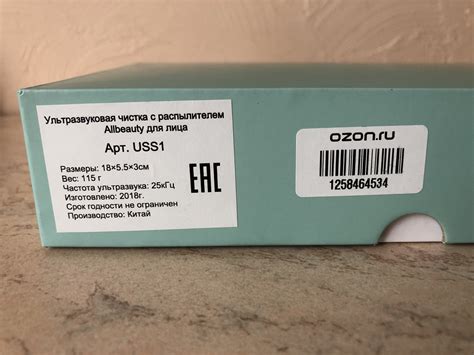 Ультразвуковая чистка с распылителем
Allbeauty для лица
Арт. USS1
Размеры: 18×5.5×3см
Вес: 115 г
Частота ультразвука: 25кГц
Изготовлено: 2018г.
Срок годности не ограничен
Производство: Китай
EAC
ozon.ru
1258464534